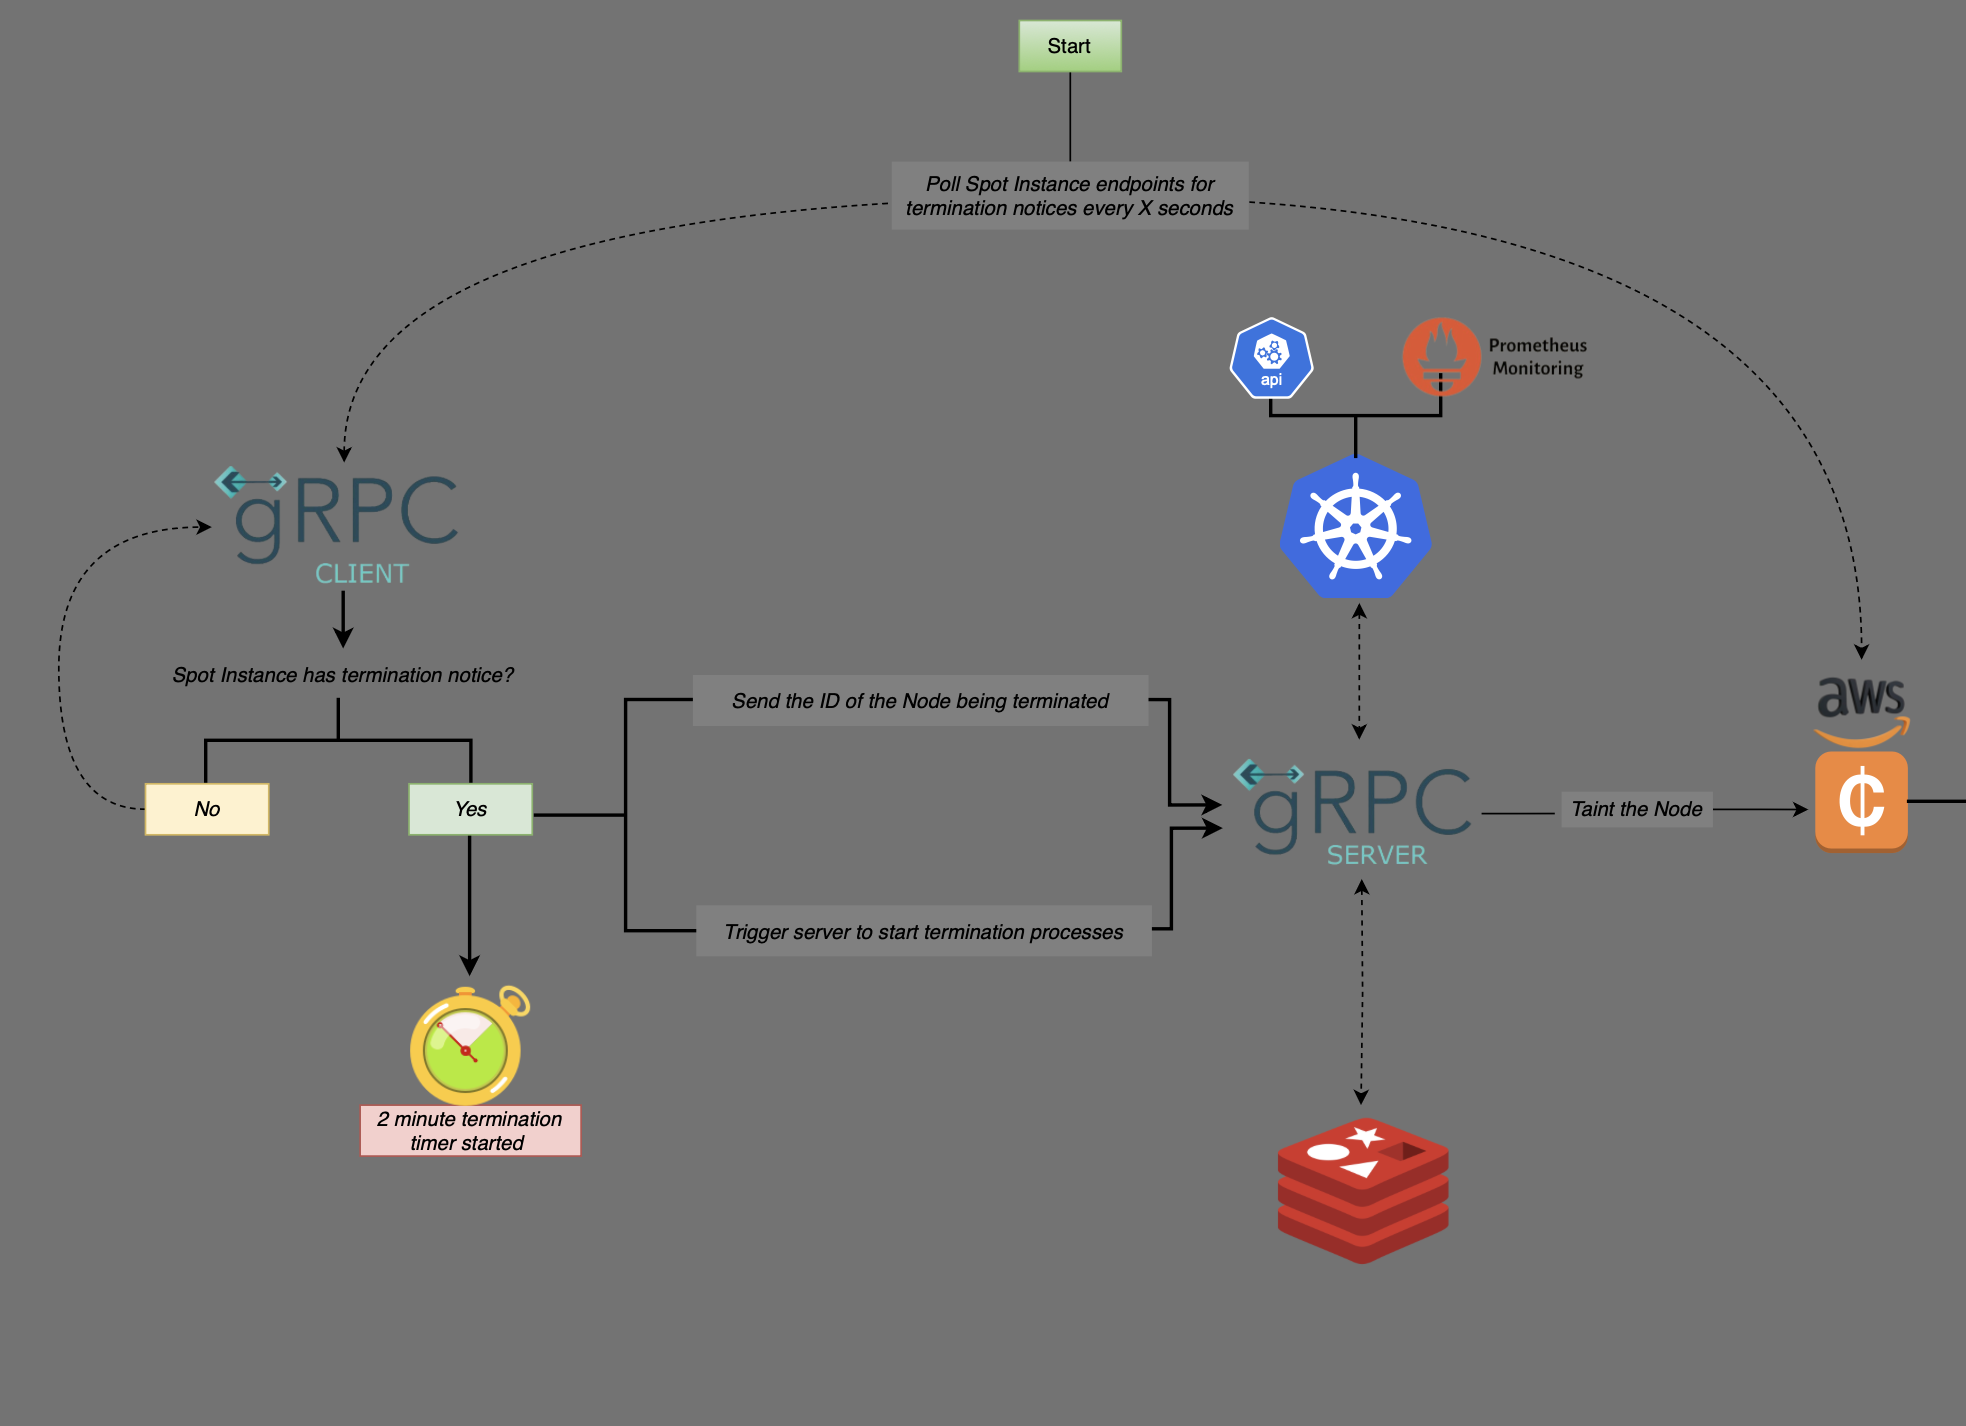 Start
Poll Spot Instance endpoints for
termination notices every X seconds
api
Prometheus
Monitoring
gRPC
CLIENT
Spot Instance has termination notice?
No
Yes
Send the ID of the Node being terminated
Trigger server to start termination processes
gRPC
SERVER
Taint the Node
aws
₵
2 minute termination
timer started